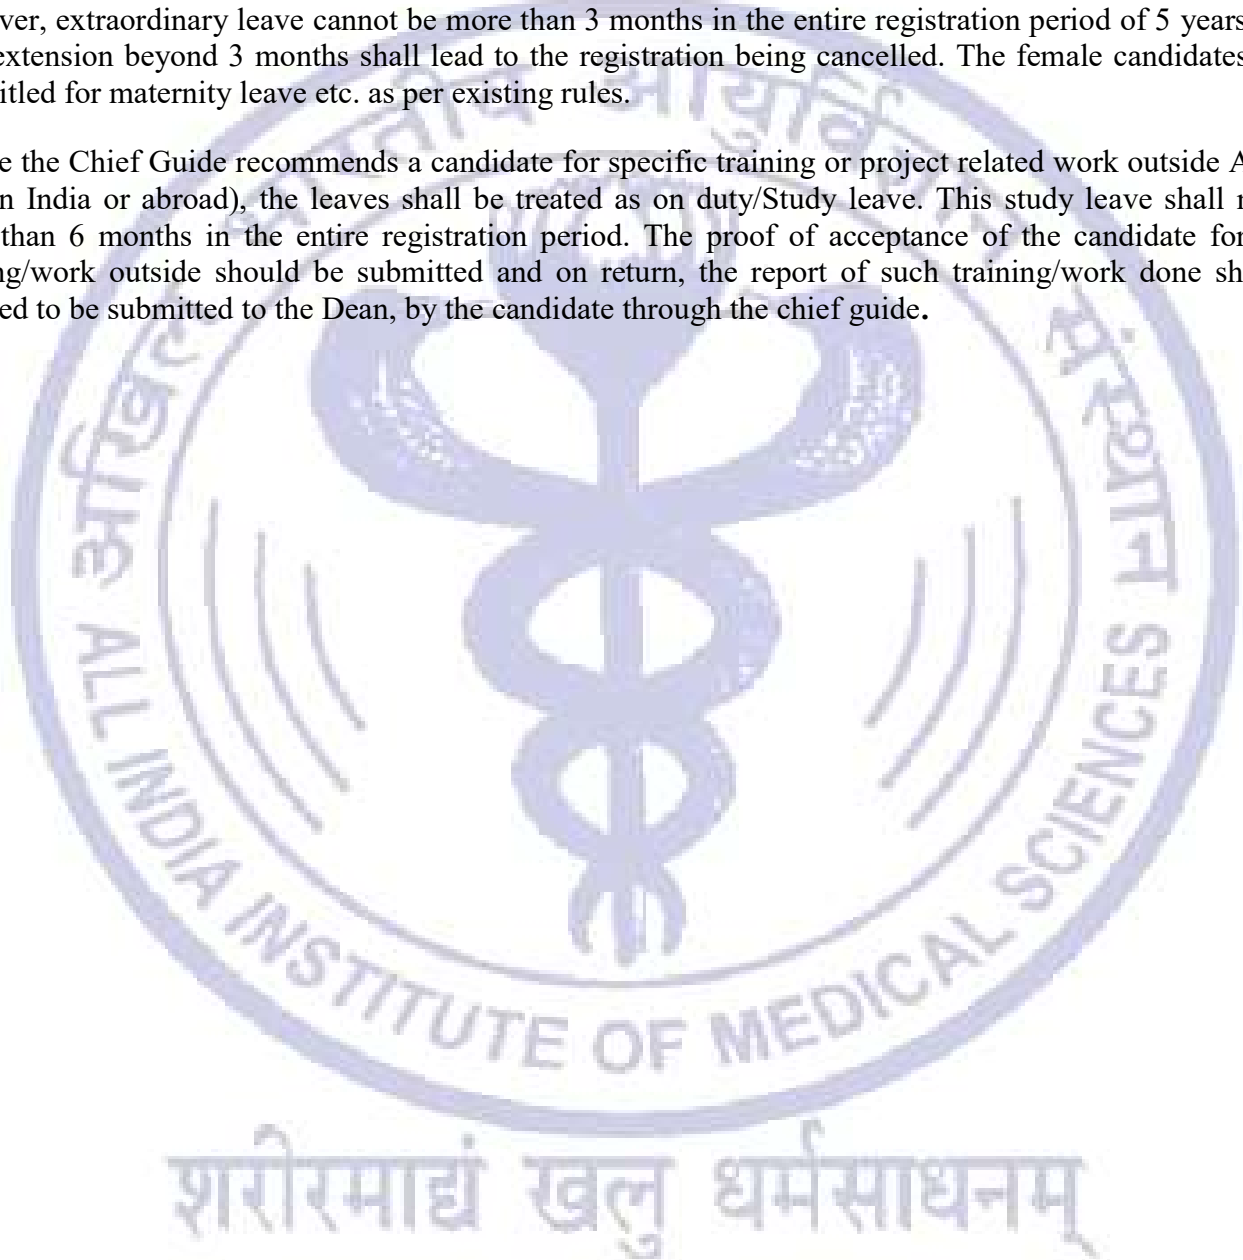 ver, extraordinary leave cannot be more than 3 months in the entire registration period of 5 years
extension beyond 3 months shall lead to the registration being cancelled. The female candidates
itled for maternity leave etc. as per existing rules.
e the Chief Guide recommends a candidate for specific training or project related work outside A
n India or abroad), the leaves shall be treated as on duty/Study leave. This study leave shall
than 6 months in the entire registration period. The proof of acceptance of the candidate for
ng/work outside should be submitted and on return, the report of such training/work done sh
ed to be submitted to the Dean, by the candidate through the chief guide.
अखिल भारतीय आयुर्विज्ञान संस्थान
ALL INDIA INSTITUTE OF MEDICAL SCIENCES
शरीरमाद्यं खलु धर्मसाधनम्